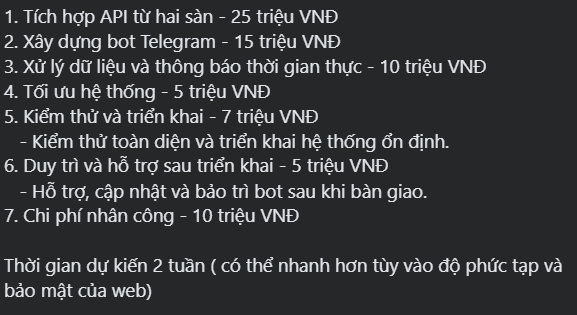 1. Tích hợp API từ hai sàn - 25 triệu VNĐ
2. Xây dựng bot Telegram - 15 triệu VNĐ
3. Xử lý dữ liệu và thông báo thời gian thực - 10 triệu VNĐ
4. Tối ưu hệ thống - 5 triệu VNĐ
5. Kiểm thử và triển khai - 7 triệu VNĐ
- Kiểm thử toàn diện và triển khai hệ thống ổn định.
6. Duy trì và hỗ trợ sau triển khai - 5 triệu VNĐ
- Hỗ trợ, cập nhật và bảo trì bot sau khi bàn giao.
7. Chi phí nhân công - 10 triệu VNĐ
Thời gian dự kiến 2 tuần ( có thể nhanh hơn tùy vào độ phức tạp và
bảo mật của web)